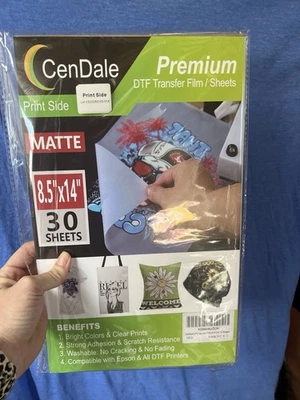 CenDale
Premium
DTF Transfer Film / Sheets
Print Side
Print Side
MATTE
8.5"x14"
30
SHEETS
REBEL
WELCOME
BENEFITS
1. Bright Colors & Clear Prints
2. Strong Adhesion & Scratch Resistance
3. Washable: No Cracking & No Fading
4. Compatible with Epson & All DTF Printers